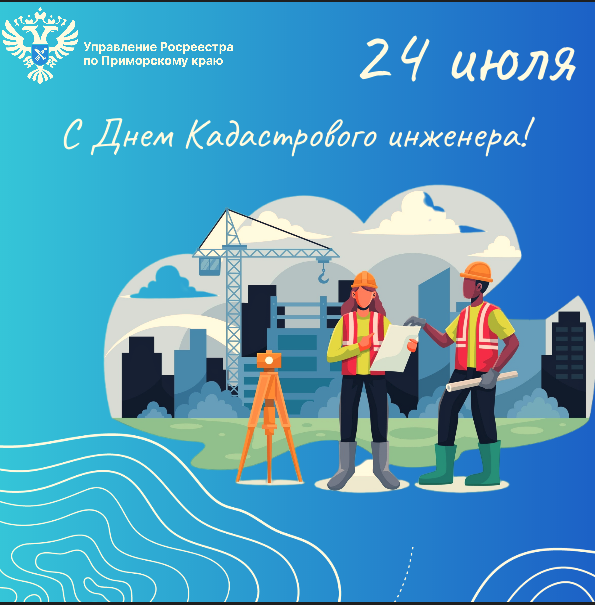 Управление Росреестра
по Приморскому краю
24 июля
С Днем Кадастрового инженера!